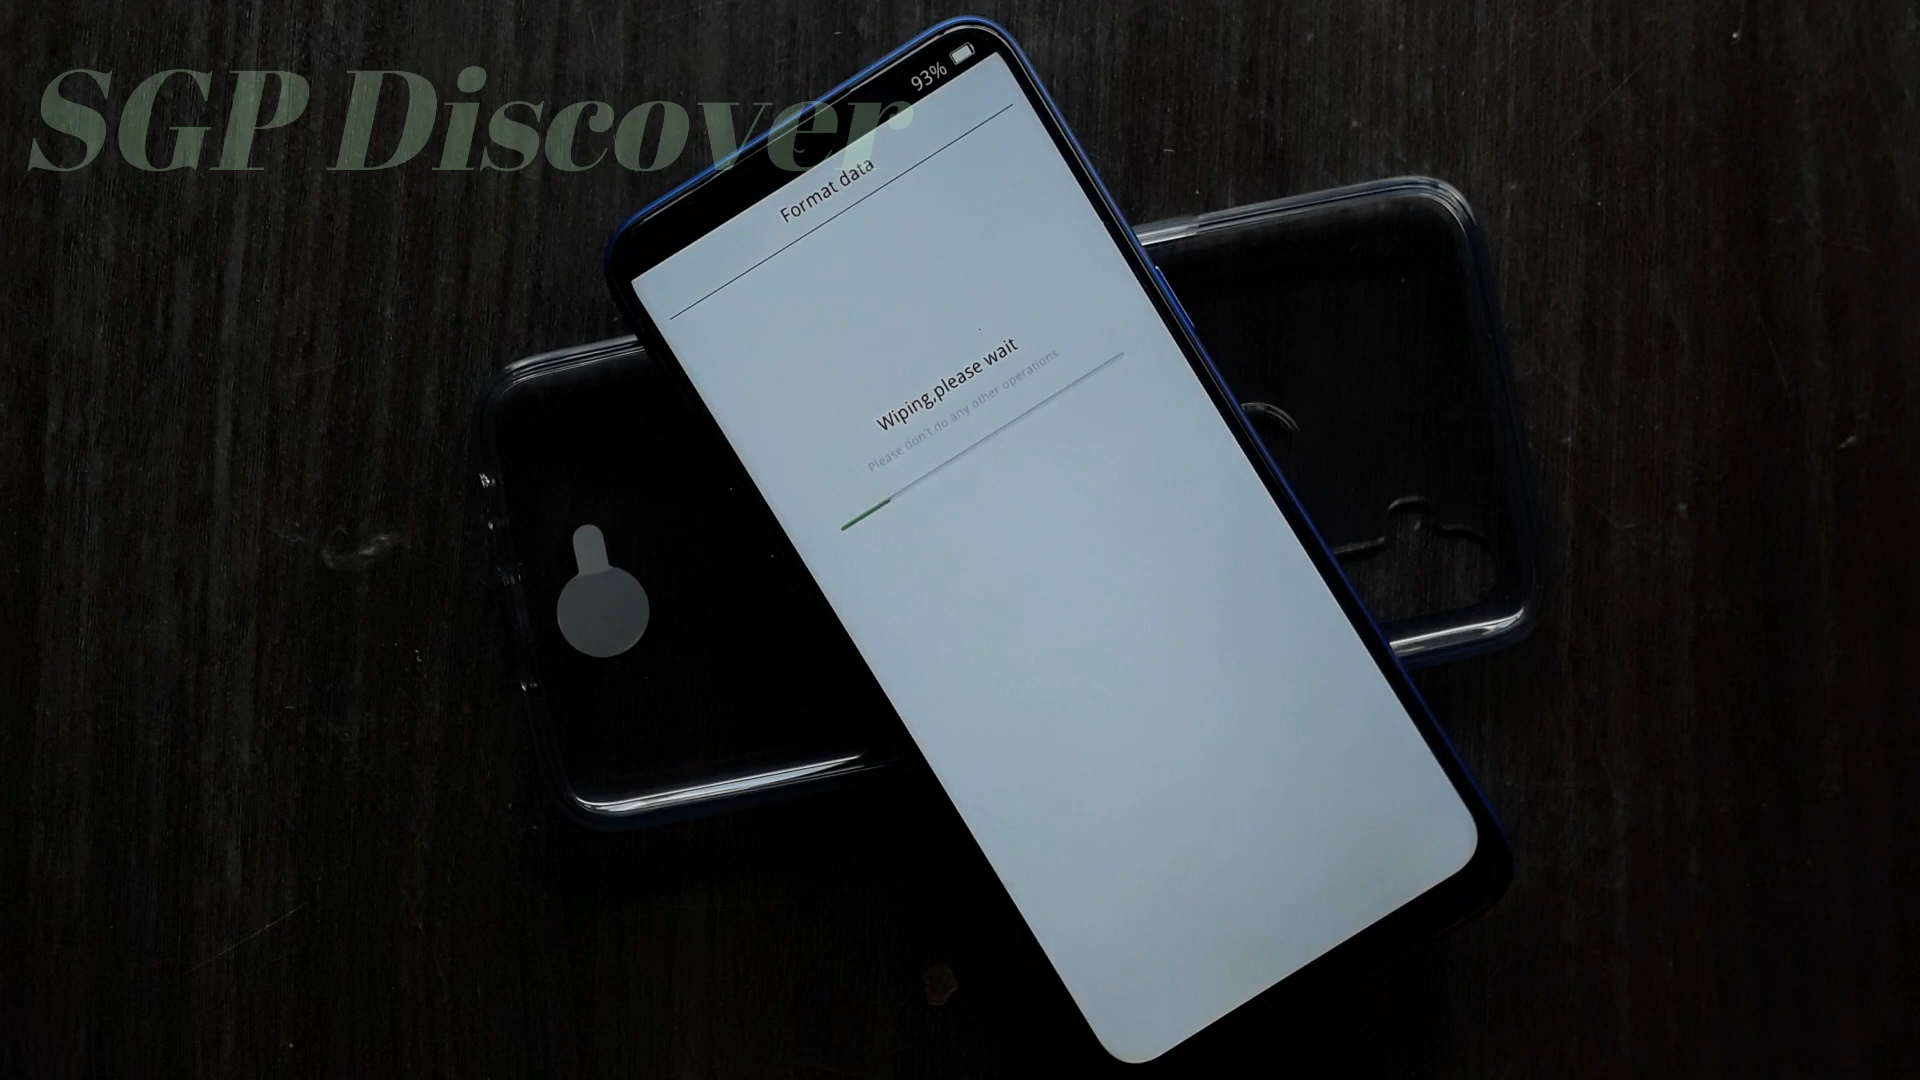 SGP Discover
93%
Format data
Wiping,please wait
Please don't do any other operations